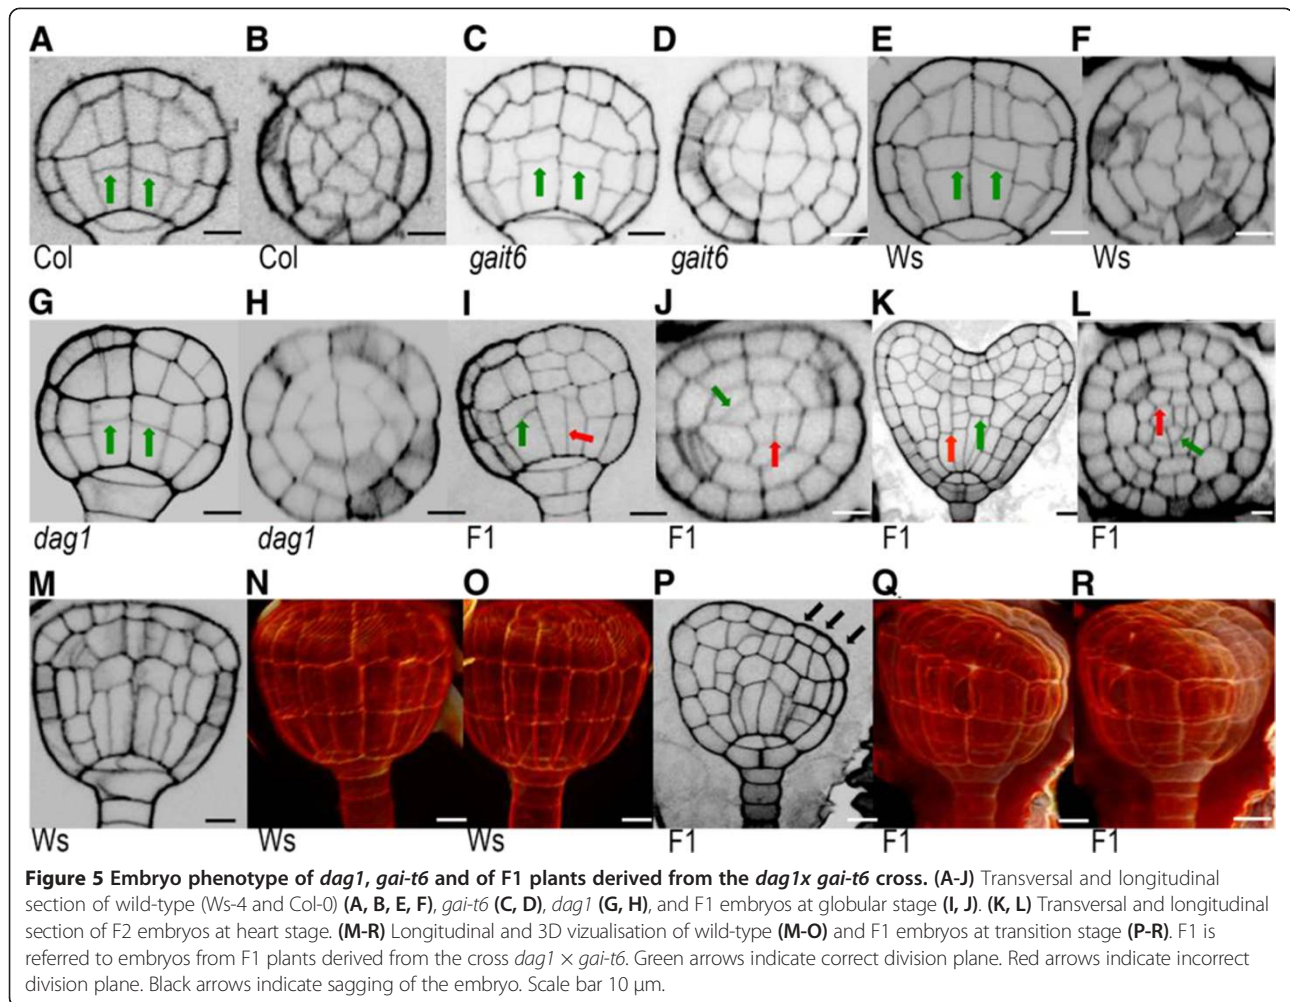 A B C D E F
Col Col gait6 gait6 Ws Ws
G H I J K L
dag1 dag1 F1 F1 F1 F1
M N O P Q R
Ws Ws Ws F1 F1 F1
Figure 5 Embryo phenotype of dag1, gai-t6 and of F1 plants derived from the dag1x gai-t6 cross. (A-J) Transversal and longitudinal
section of wild-type (Ws-4 and Col-0) (A, B, E, F), gai-t6 (C, D), dag1 (G, H), and F1 embryos at globular stage (I, J). (K, L) Transversal and longitudinal
section of F2 embryos at heart stage. (M-R) Longitudinal and 3D vizualisation of wild-type (M-O) and F1 embryos at transition stage (P-R). F1 is
referred to embryos from F1 plants derived from the cross dag1 × gai-t6. Green arrows indicate correct division plane. Red arrows indicate incorrect
division plane. Black arrows indicate sagging of the embryo. Scale bar 10 μm.